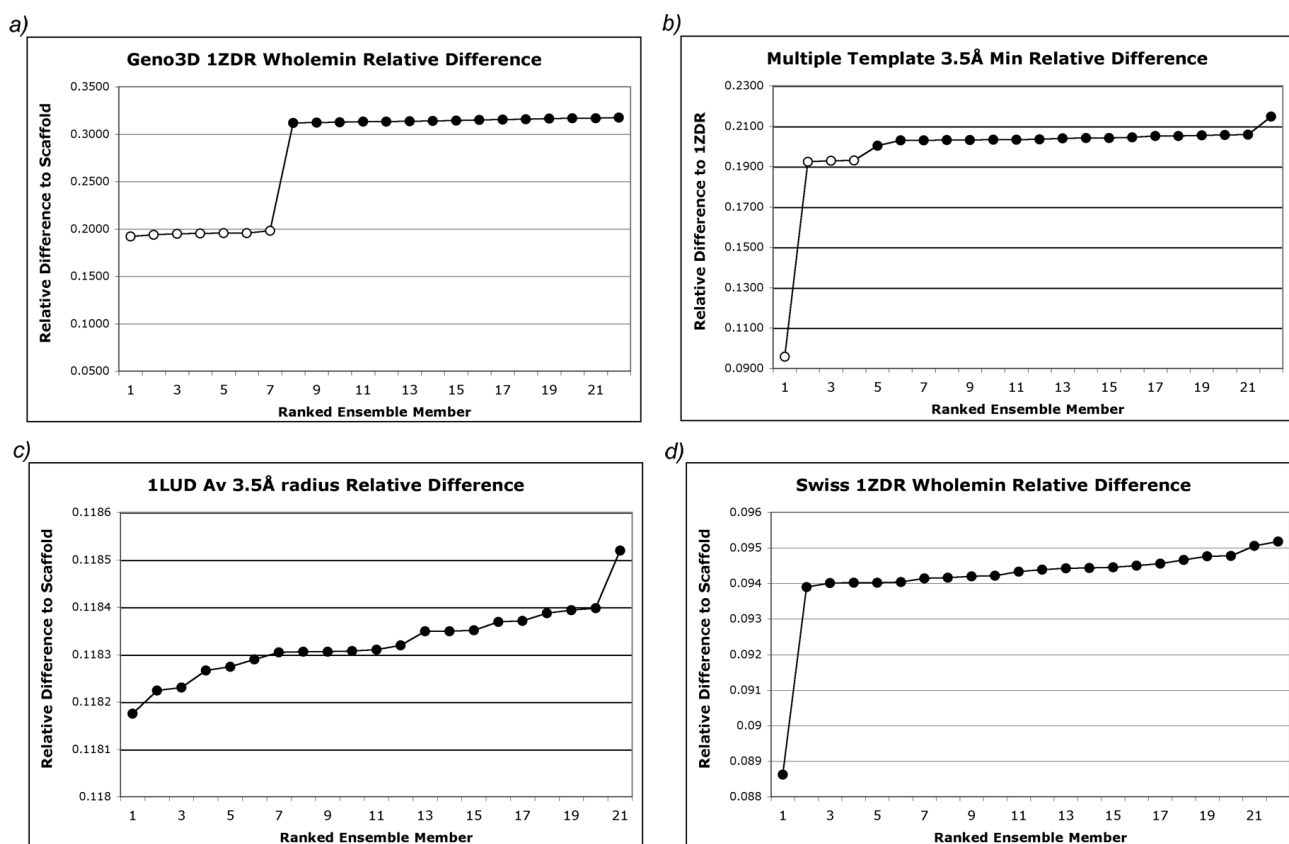 a)
Geno3D 1ZDR Wholemin Relative Difference
Relative Difference to Scaffold
0.3500
0.3000
0.2500
0.2000
0.1500
0.1000
0.0500
1 3 5 7 9 11 13 15 17 19 21
Ranked Ensemble Member
b)
Multiple Template 3.5Å Min Relative Difference
Relative Difference to 1ZDR
0.2300
0.2100
0.1900
0.1700
0.1500
0.1300
0.1100
0.0900
1 3 5 7 9 11 13 15 17 19 21
Ranked Ensemble Member
c)
1LUD Av 3.5Å radius Relative Difference
Relative Difference to Scaffold
0.1186
0.1185
0.1184
0.1183
0.1182
0.1181
0.118
1 3 5 7 9 11 13 15 17 19 21
Ranked Ensemble Member
d)
Swiss 1ZDR Wholemin Relative Difference
Relative Difference to Scaffold
0.096
0.095
0.094
0.093
0.092
0.091
0.09
0.089
0.088
1 3 5 7 9 11 13 15 17 19 21
Ranked Ensemble Member